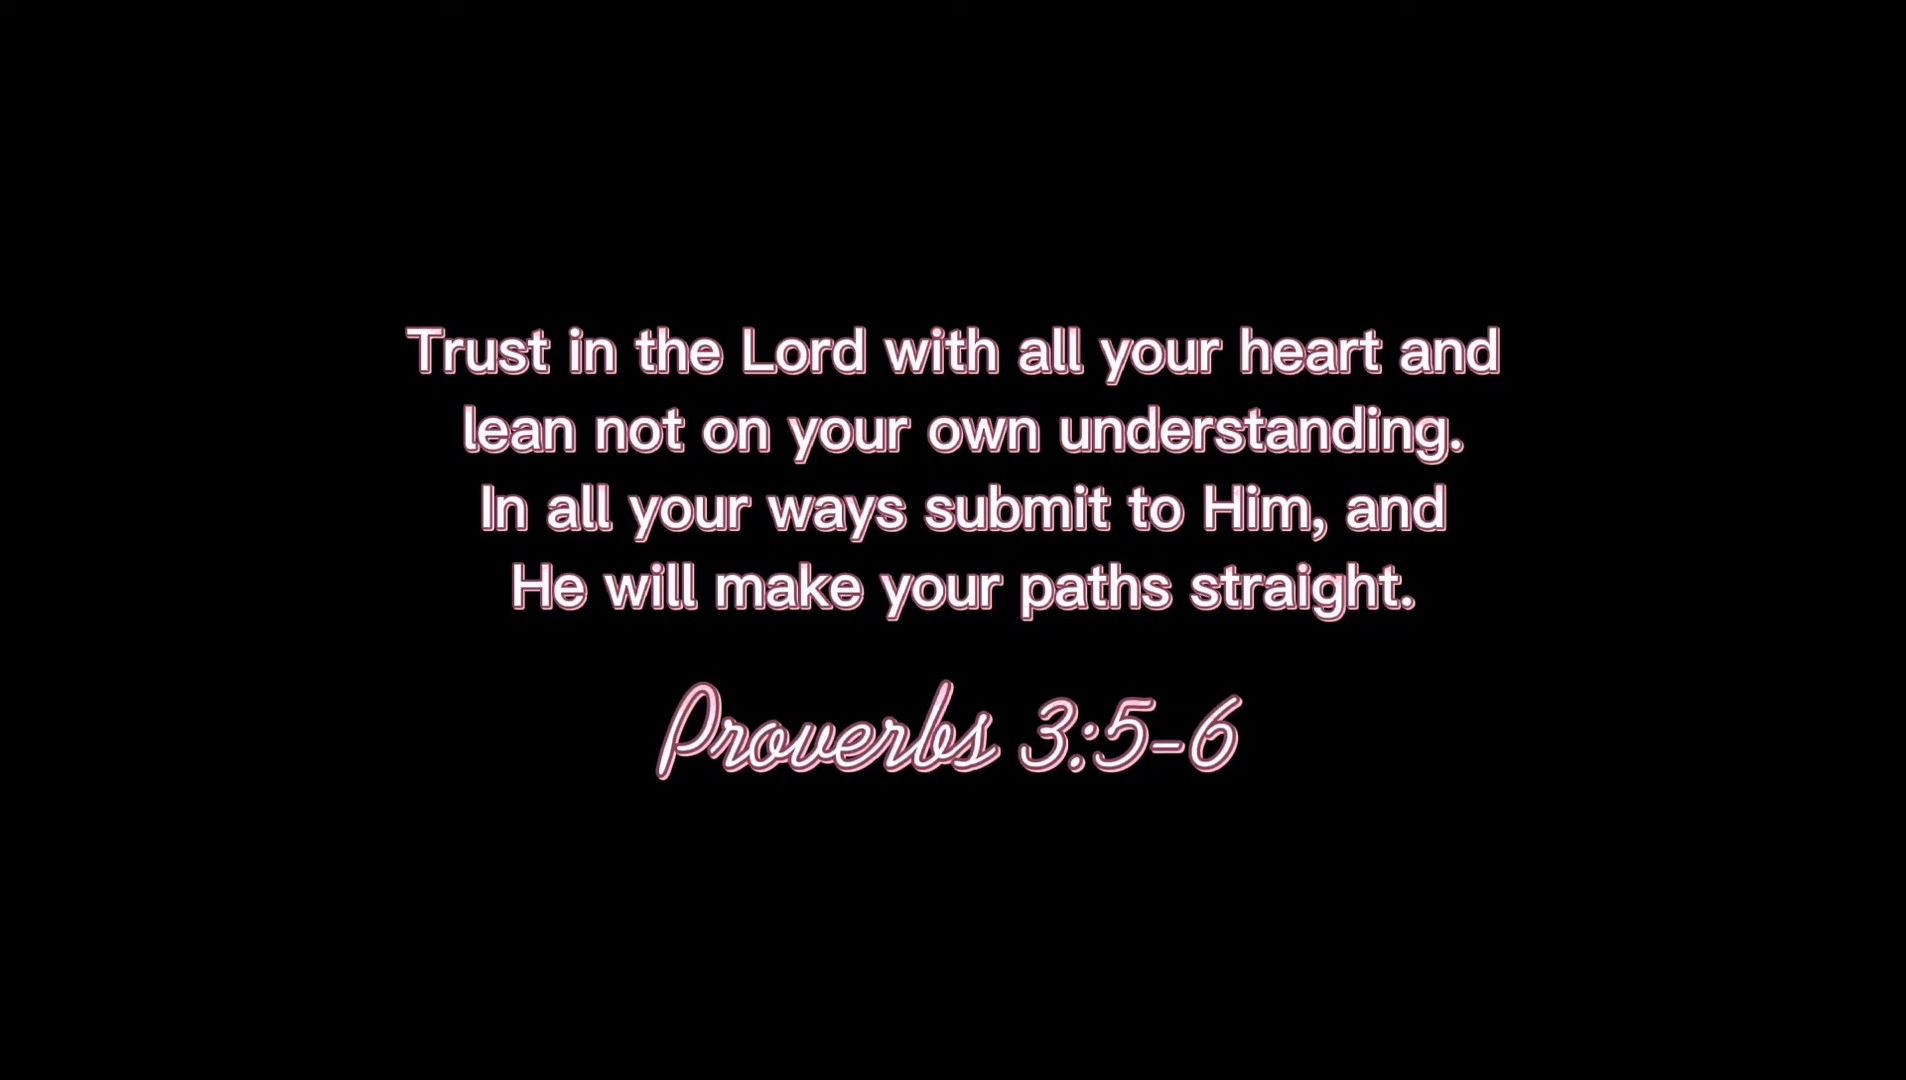 Trust in the Lord with all your heart and
lean not on your own understanding.
In all your ways submit to Him, and
He will make your paths straight.
Proverbs 3:5-6